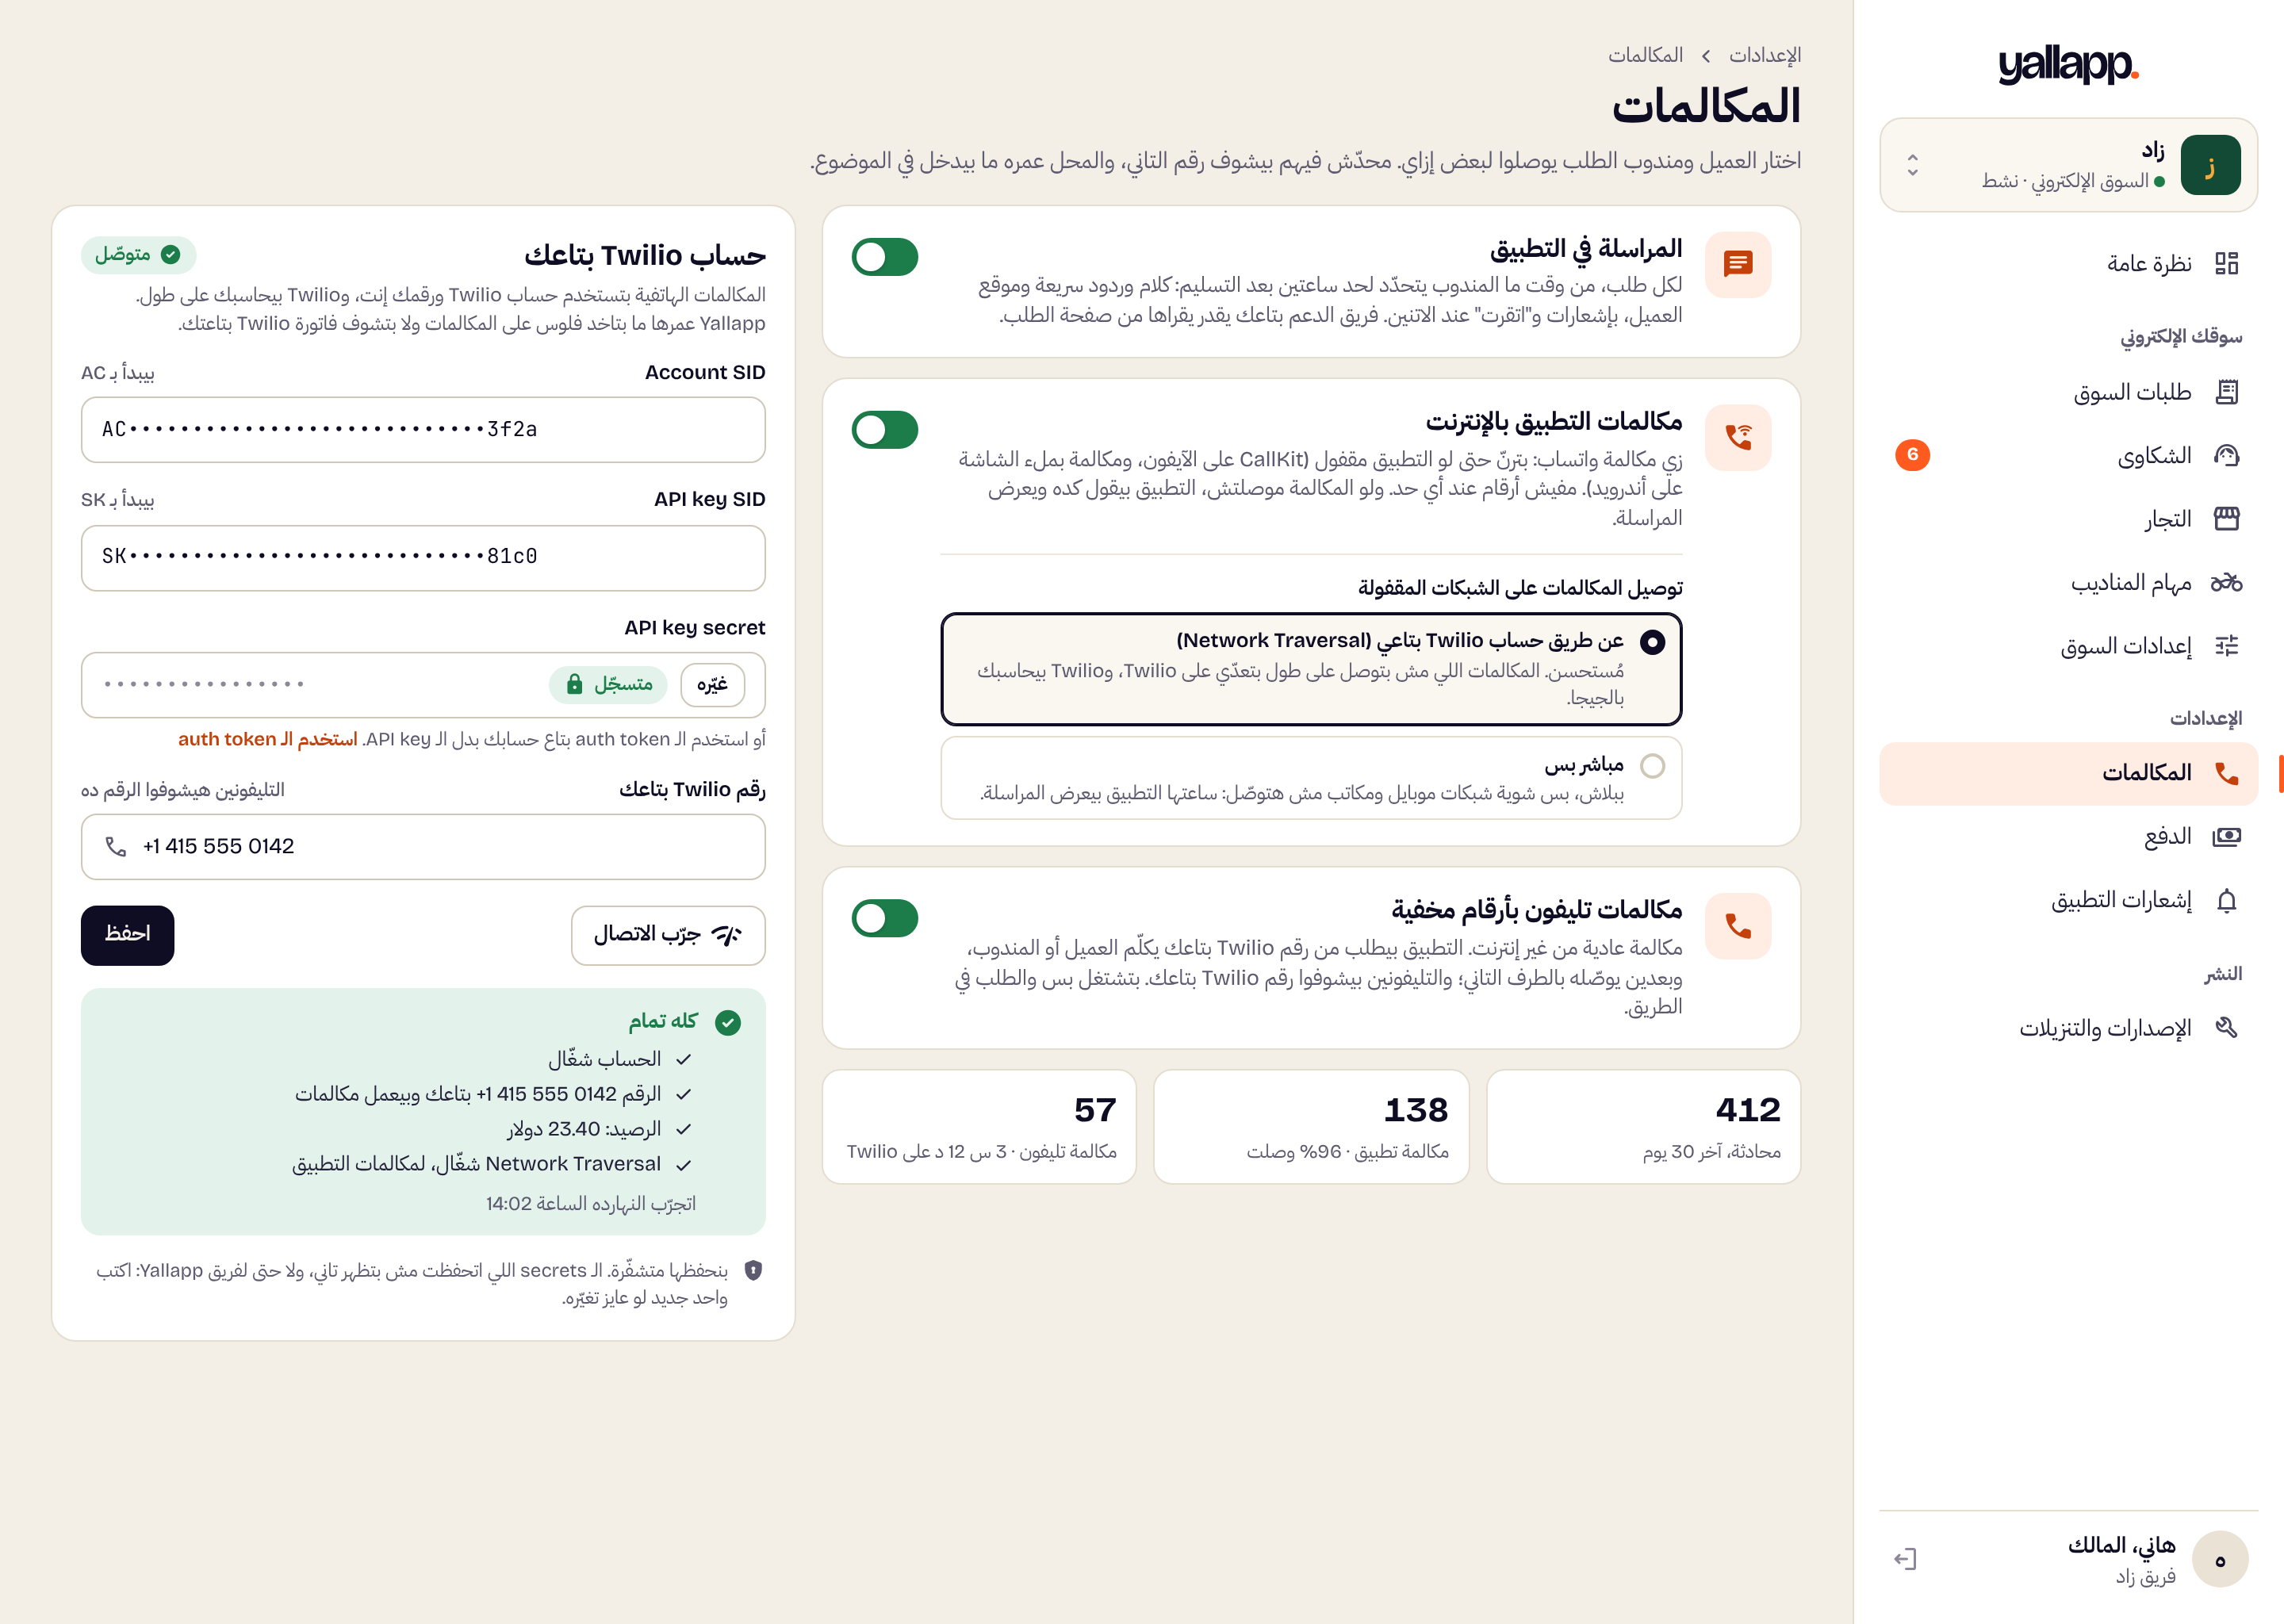 yallapp.
ز
زاد
السوق الإلكتروني · نشط
نظرة عامة
سوقك الإلكتروني
طلبات السوق
الشكاوى
6
التجار
مهام المناديب
إعدادات السوق
الإعدادات
المكالمات
الدفع
إشعارات التطبيق
النشر
الإصدارات والتنزيلات
ه
هاني، المالك
فريق زاد
الإعدادات
المكالمات
المكالمات
اختار العميل ومندوب الطلب يوصلوا لبعض إزاي. محدّش فيهم بيشوف رقم التاني، والمحل عمره ما بيدخل في الموضوع.
المراسلة في التطبيق
لكل طلب، من وقت ما المندوب يتحدّد لحد ساعتين بعد التسليم: كلام وردود سريعة وموقع
العميل، بإشعارات و"اتقرت" عند الاتنين. فريق الدعم بتاعك يقدر يقراها من صفحة الطلب.
مكالمات التطبيق بالإنترنت
زي مكالمة واتساب: بترنّ حتى لو التطبيق مقفول (CallKit على الآيفون، ومكالمة بملء الشاشة
على أندرويد). مفيش أرقام عند أي حد. ولو المكالمة موصلتش، التطبيق بيقول كده ويعرض
المراسلة.
توصيل المكالمات على الشبكات المقفولة
عن طريق حساب Twilio بتاعي (Network Traversal)
مُستحسن. المكالمات اللي مش بتوصل على طول بتعدّي على Twilio، وTwilio بيحاسبك
بالجيجا.
مباشر بس
ببلاش، بس شوية شبكات موبايل ومكاتب مش هتوصّل: ساعتها التطبيق بيعرض المراسلة.
مكالمات تليفون بأرقام مخفية
مكالمة عادية من غير إنترنت. التطبيق بيطلب من رقم Twilio بتاعك يكلّم العميل أو المندوب،
وبعدين يوصّله بالطرف التاني؛ والتليفونين بيشوفوا رقم Twilio بتاعك. بتشتغل بس والطلب في
الطريق.
412
محادثة، آخر 30 يوم
138
مكالمة تطبيق · 96% وصلت
57
مكالمة تليفون · 3 س 12 د على Twilio
حساب Twilio بتاعك
متوصّل
المكالمات الهاتفية بتستخدم حساب Twilio ورقمك إنت، وTwilio بيحاسبك على طول.
Yallapp عمرها ما بتاخد فلوس على المكالمات ولا بتشوف فاتورة Twilio بتاعتك.
Account SID
بيبدأ بـ AC
AC••••••••••••••••••••••••••••3f2a
API key SID
بيبدأ بـ SK
SK••••••••••••••••••••••••••••81c0
API key secret
غيّره
متسجّل
••••••••••••••••
أو استخدم الـ auth token بتاع حسابك بدل الـ API key. استخدم الـ auth token
رقم Twilio بتاعك
التليفونين هيشوفوا الرقم ده
+1 415 555 0142
جرّب الاتصال
احفظ
كله تمام
الحساب شغّال
الرقم 0142 555 415 1+ بتاعك وبيعمل مكالمات
الرصيد: 23.40 دولار
Network Traversal شغّال، لمكالمات التطبيق
اتجرّب النهارده الساعة 14:02
بنحفظها متشفّرة. الـ secrets اللي اتحفظت مش بتظهر تاني، ولا حتى لفريق Yallapp: اكتب
واحد جديد لو عايز تغيّره.